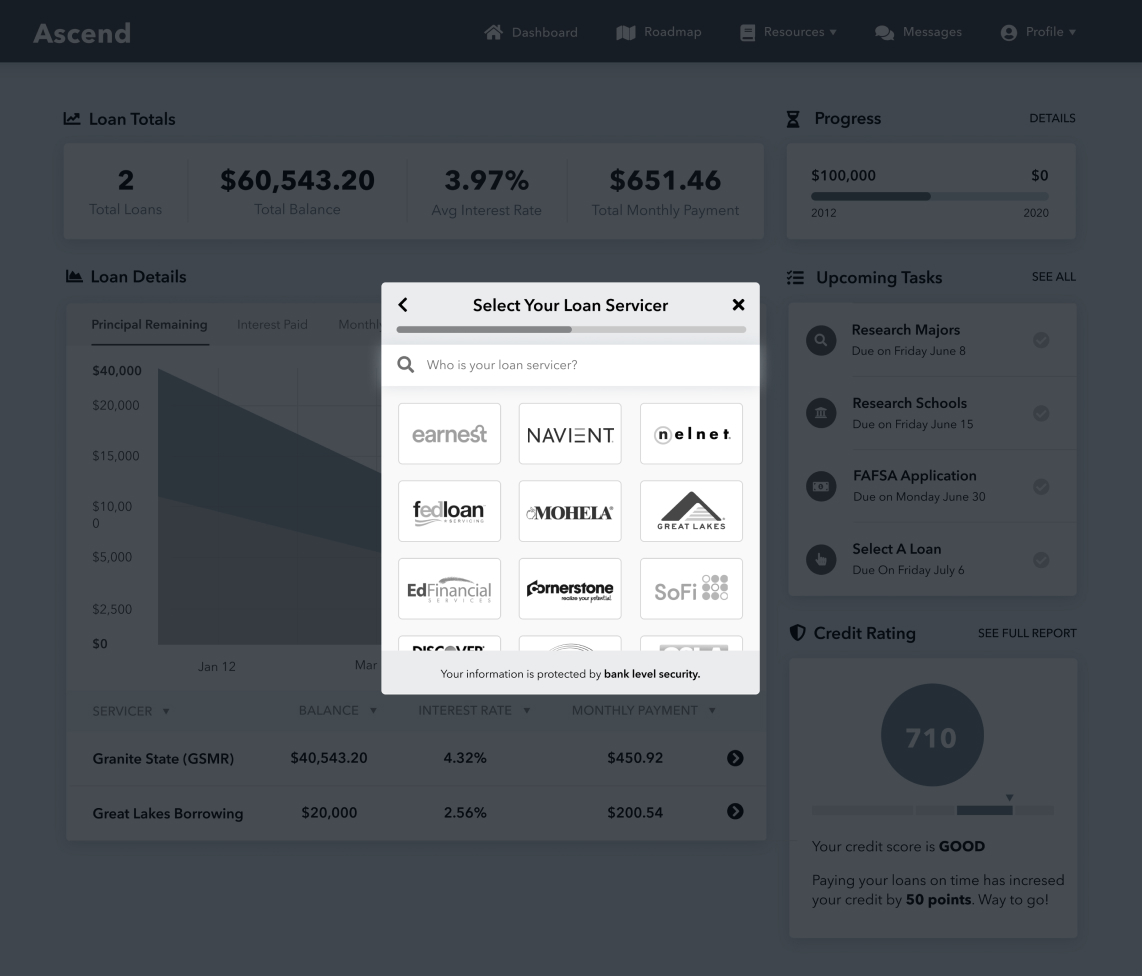 Ascend
Dashboard
Roadmap
Resources
Messages
Profile
Loan Totals
2
Total Loans
$60,543.20
Total Balance
3.97%
Avg Interest Rate
$651.46
Total Monthly Payment
Progress
DETAILS
$100,000
$0
2012
2020
Loan Details
Principal Remaining
Interest Paid
$40,000
$20,000
$15,000
$10,00
0
$5,000
$2,500
$0
Jan 12
Mar
Select Your Loan Servicer
Who is your loan servicer?
earnest
NAVIENT
nelnet
fedloan
SERVICING
MOHELA
GREAT LAKES
EdFinancial
SERVICES
Cornerstone
realize your potential
SoFi
DISCOVER
Your information is protected by bank level security.
SERVICER
BALANCE
INTEREST RATE
MONTHLY PAYMENT
Granite State (GSMR)
$40,543.20
4.32%
$450.92
Great Lakes Borrowing
$20,000
2.56%
$200.54
Upcoming Tasks
SEE ALL
Research Majors
Due on Friday June 8
Research Schools
Due on Friday June 15
FAFSA Application
Due on Monday June 30
Select A Loan
Due On Friday July 6
Credit Rating
SEE FULL REPORT
710
Your credit score is GOOD
Paying your loans on time has incresed
your credit by 50 points. Way to go!